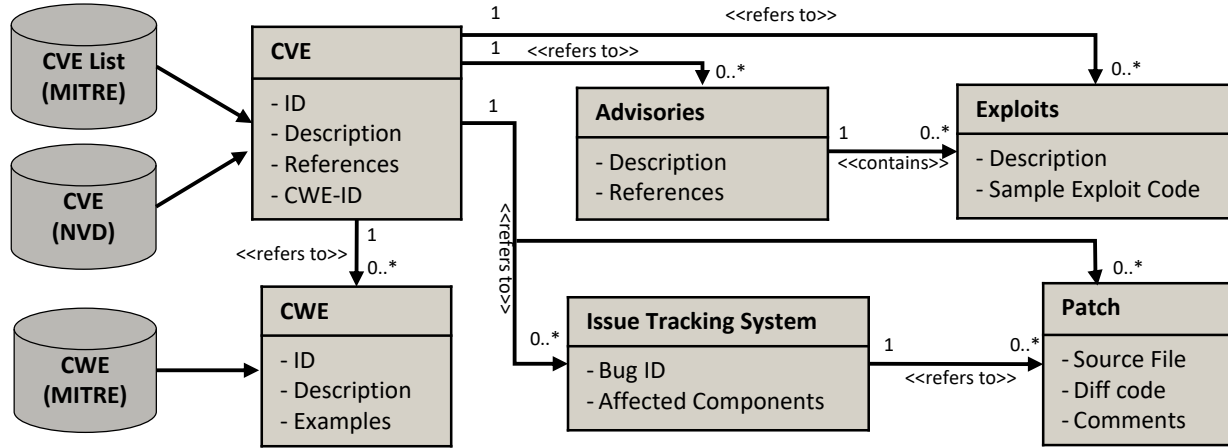 CVE List
(MITRE)
CVE
(NVD)
CWE
(MITRE)
CVE
- ID
- Description
- References
- CWE-ID
1
<<refers to>>
0..*
1
<<refers to>>
0..*
1
<<refers to>>
0..*
0..*
1
<<refers to>>
0..*
Advisories
- Description
- References
1
0..*
<<contains>>
Exploits
- Description
- Sample Exploit Code
CWE
- ID
- Description
- Examples
Issue Tracking System
- Bug ID
- Affected Components
1
0..*
<<refers to>>
Patch
- Source File
- Diff code
- Comments